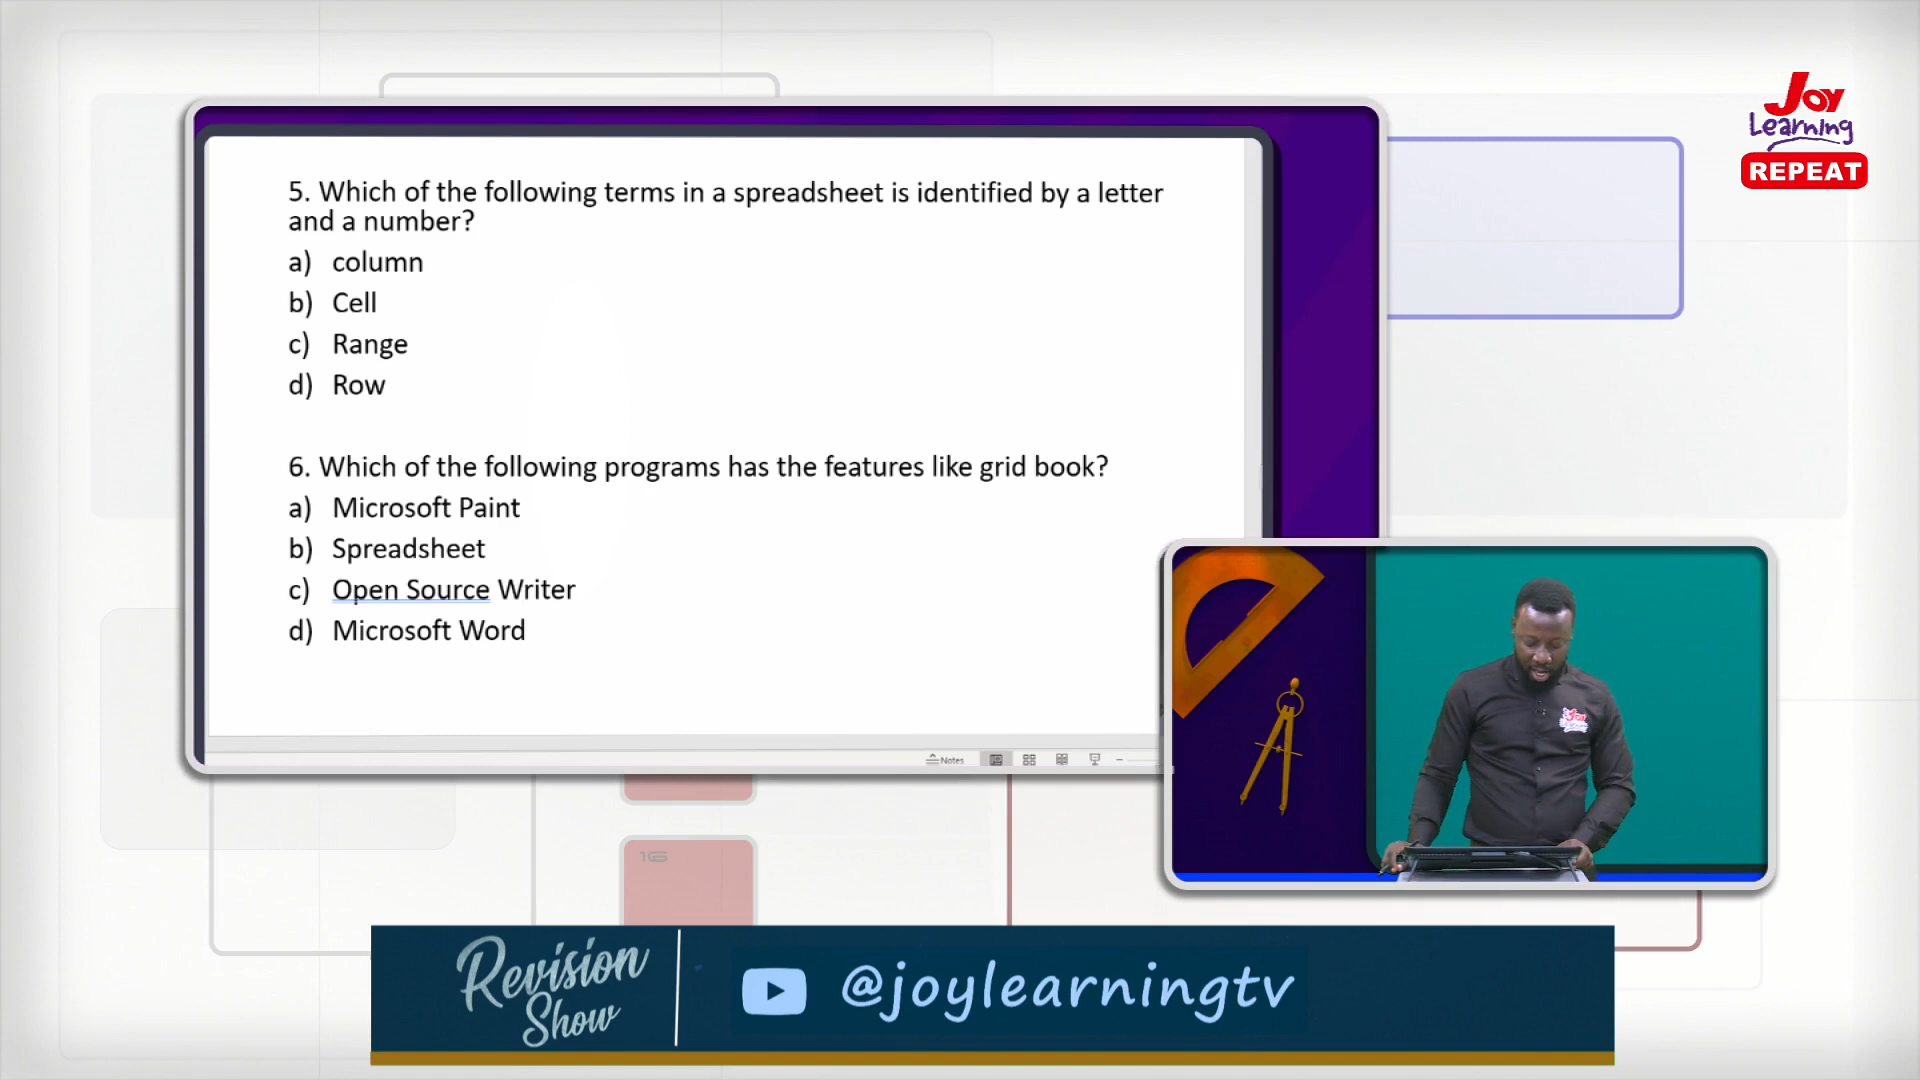 Joy
Learning
REPEAT
5. Which of the following terms in a spreadsheet is identified by a letter
and a number?
a) column
b) Cell
c) Range
d) Row
6. Which of the following programs has the features like grid book?
a) Microsoft Paint
b) Spreadsheet
c) Open Source Writer
d) Microsoft Word
Notes
Joy
16
Revision
Show
@joylearningtv